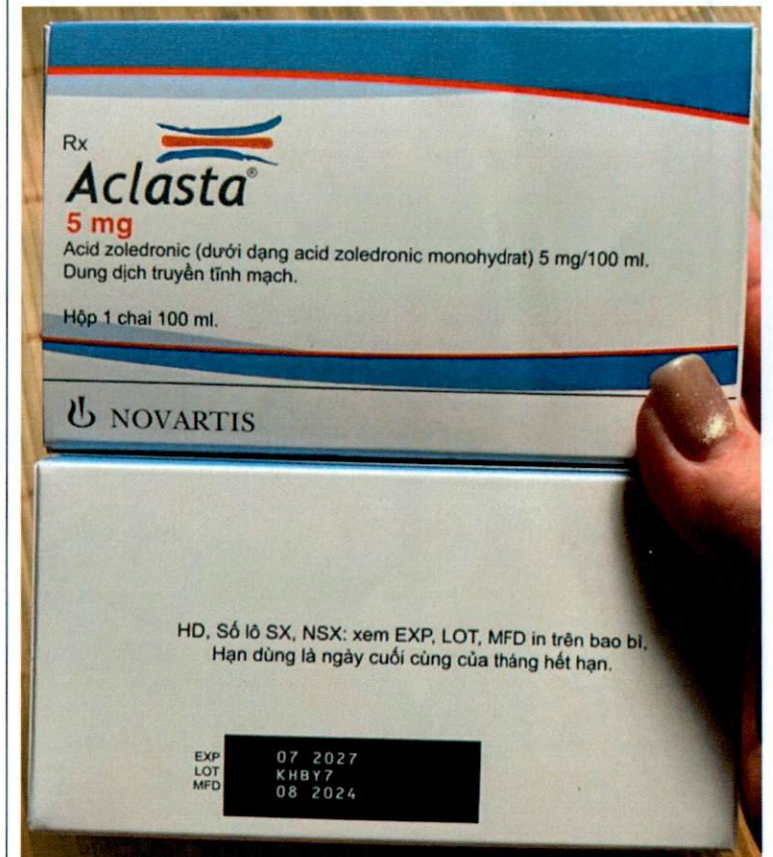 Rx
Aclasta®
5 mg
Acid zoledronic (dưới dạng acid zoledronic monohydrat) 5 mg/100 ml.
Dung dịch truyền tĩnh mạch.
Hộp 1 chai 100 ml.
NOVARTIS
HD, Số lô SX, NSX: xem EXP, LOT, MFD in trên bao bì,
Hạn dùng là ngày cuối cùng của tháng hết hạn.
EXP 07 2027
LOT KHBY7
MFD 08 2024